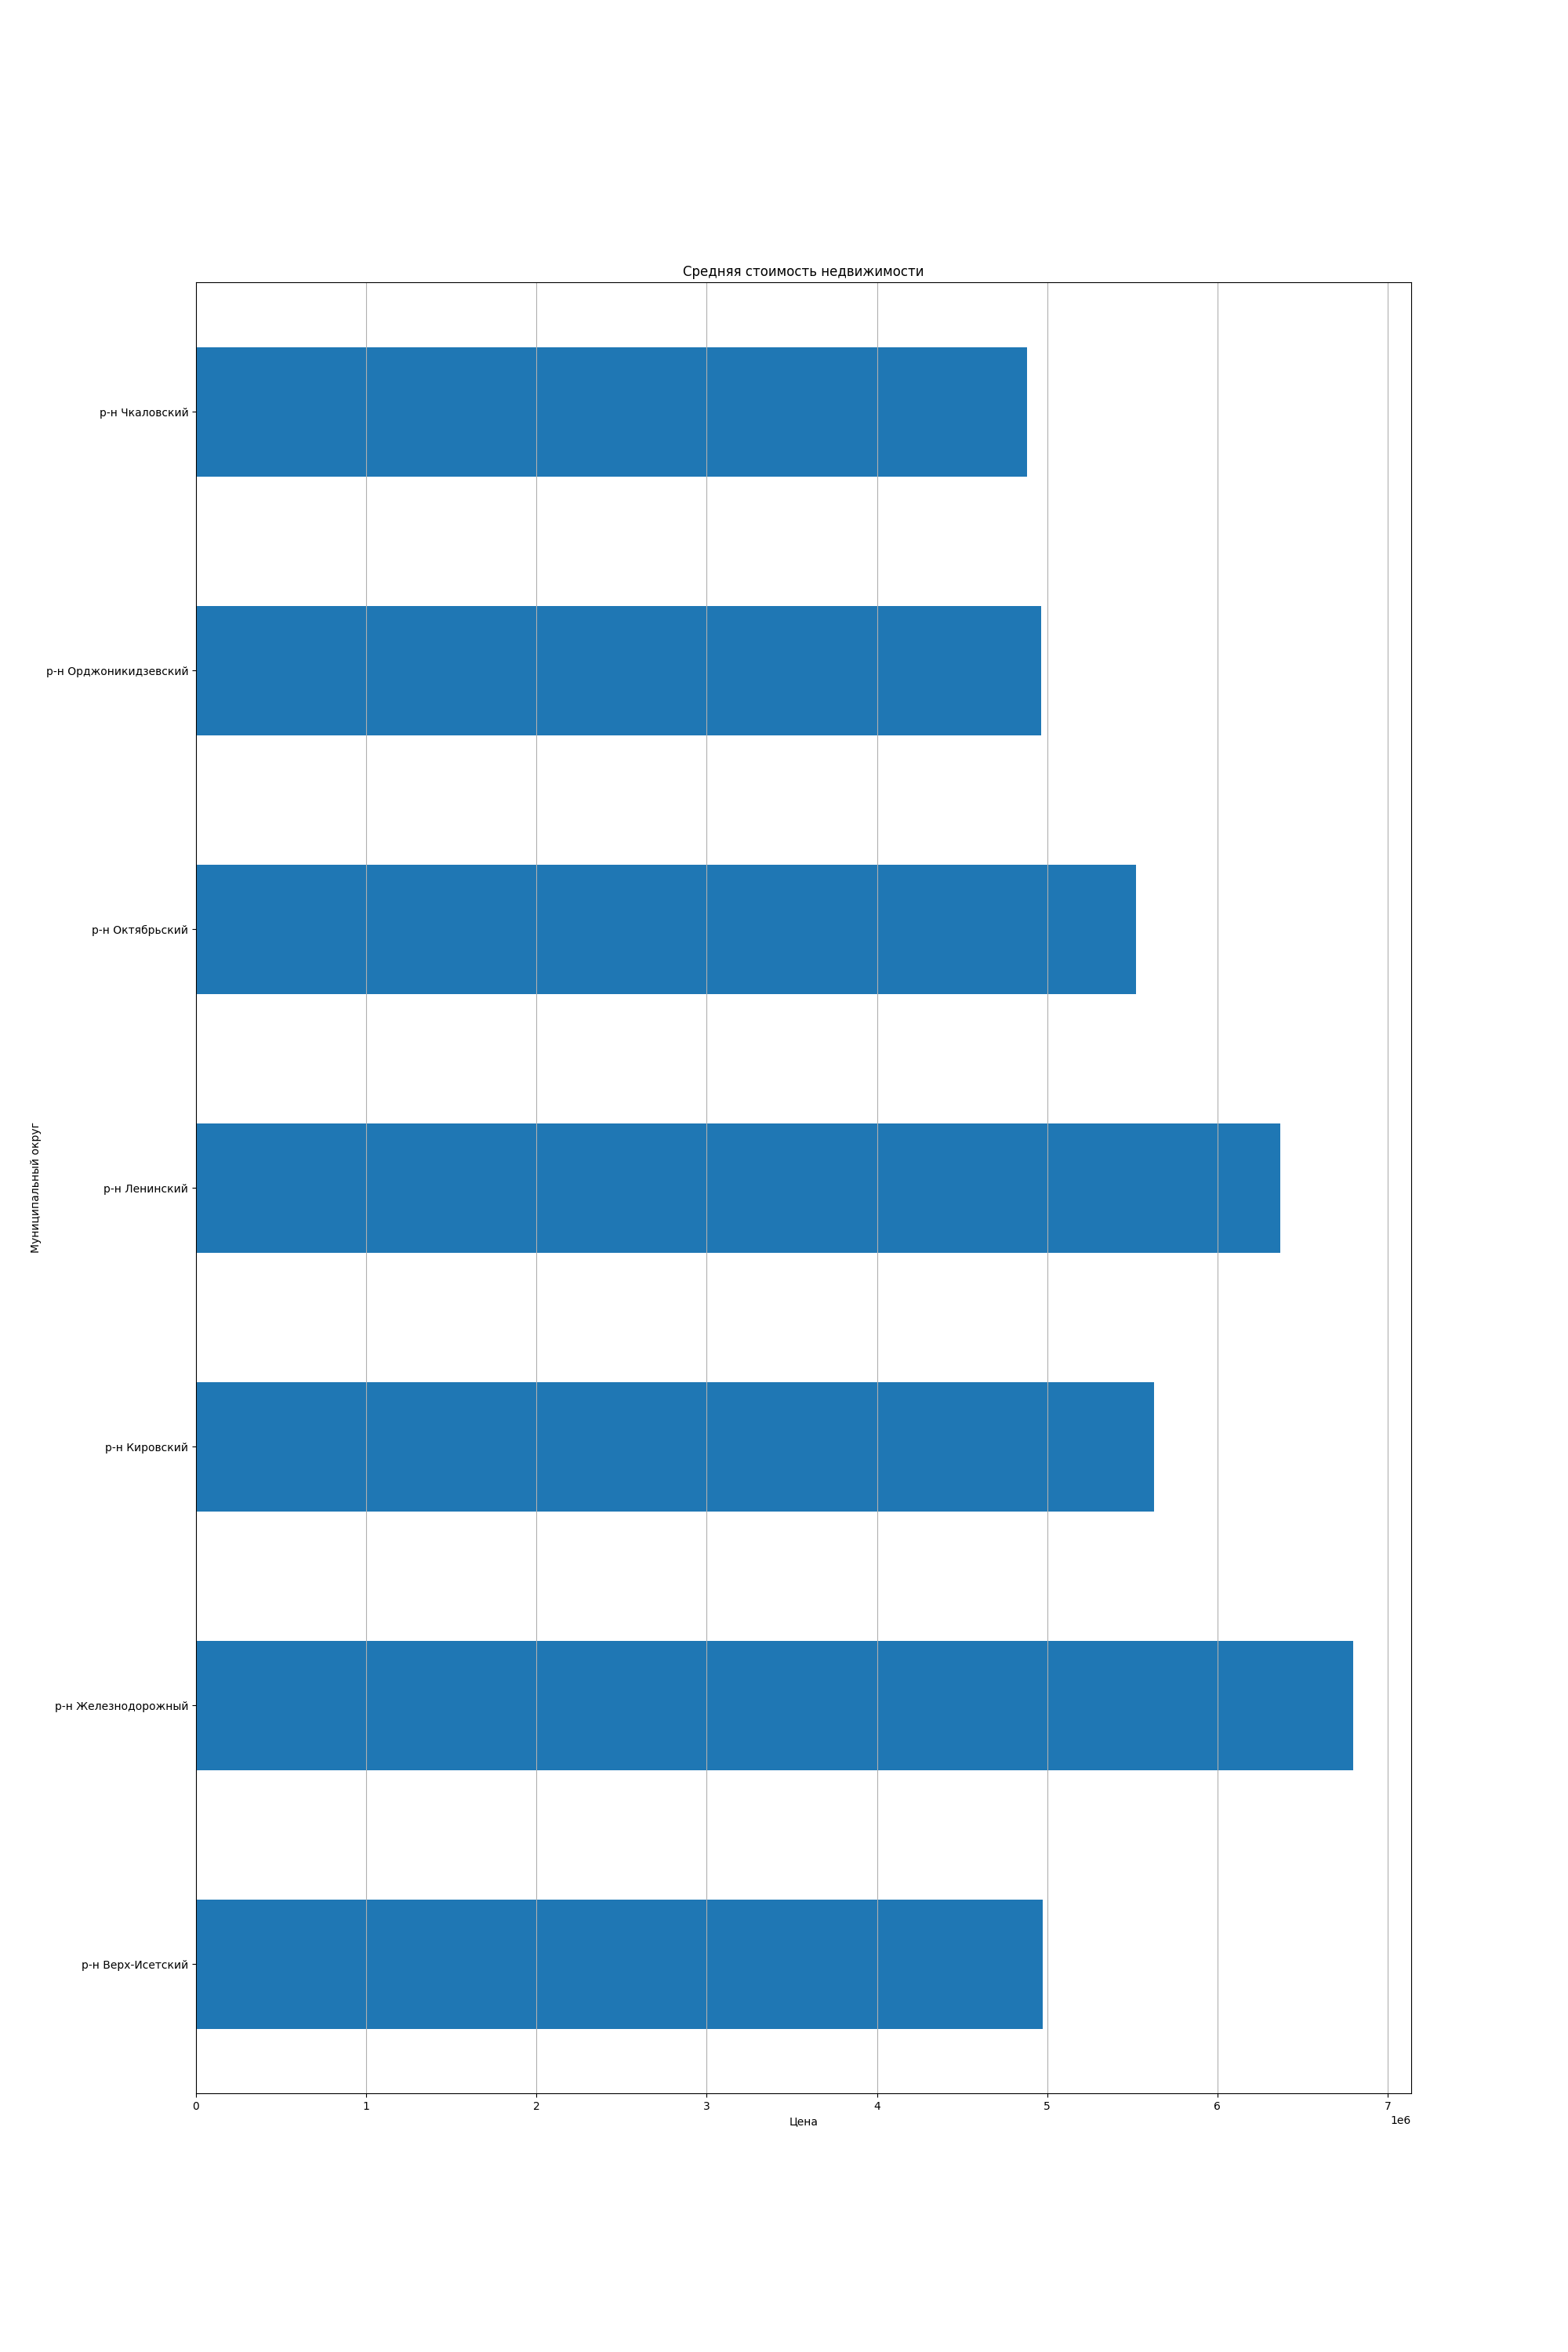 Средняя стоимость недвижимости
р-н Чкаловский
р-н Орджоникидзевский
р-н Октябрьский
р-н Ленинский
р-н Кировский
р-н Железнодорожный
р-н Верх-Исетский
Муниципальный округ
0 1 2 3 4 5 6 7
1e6
Цена